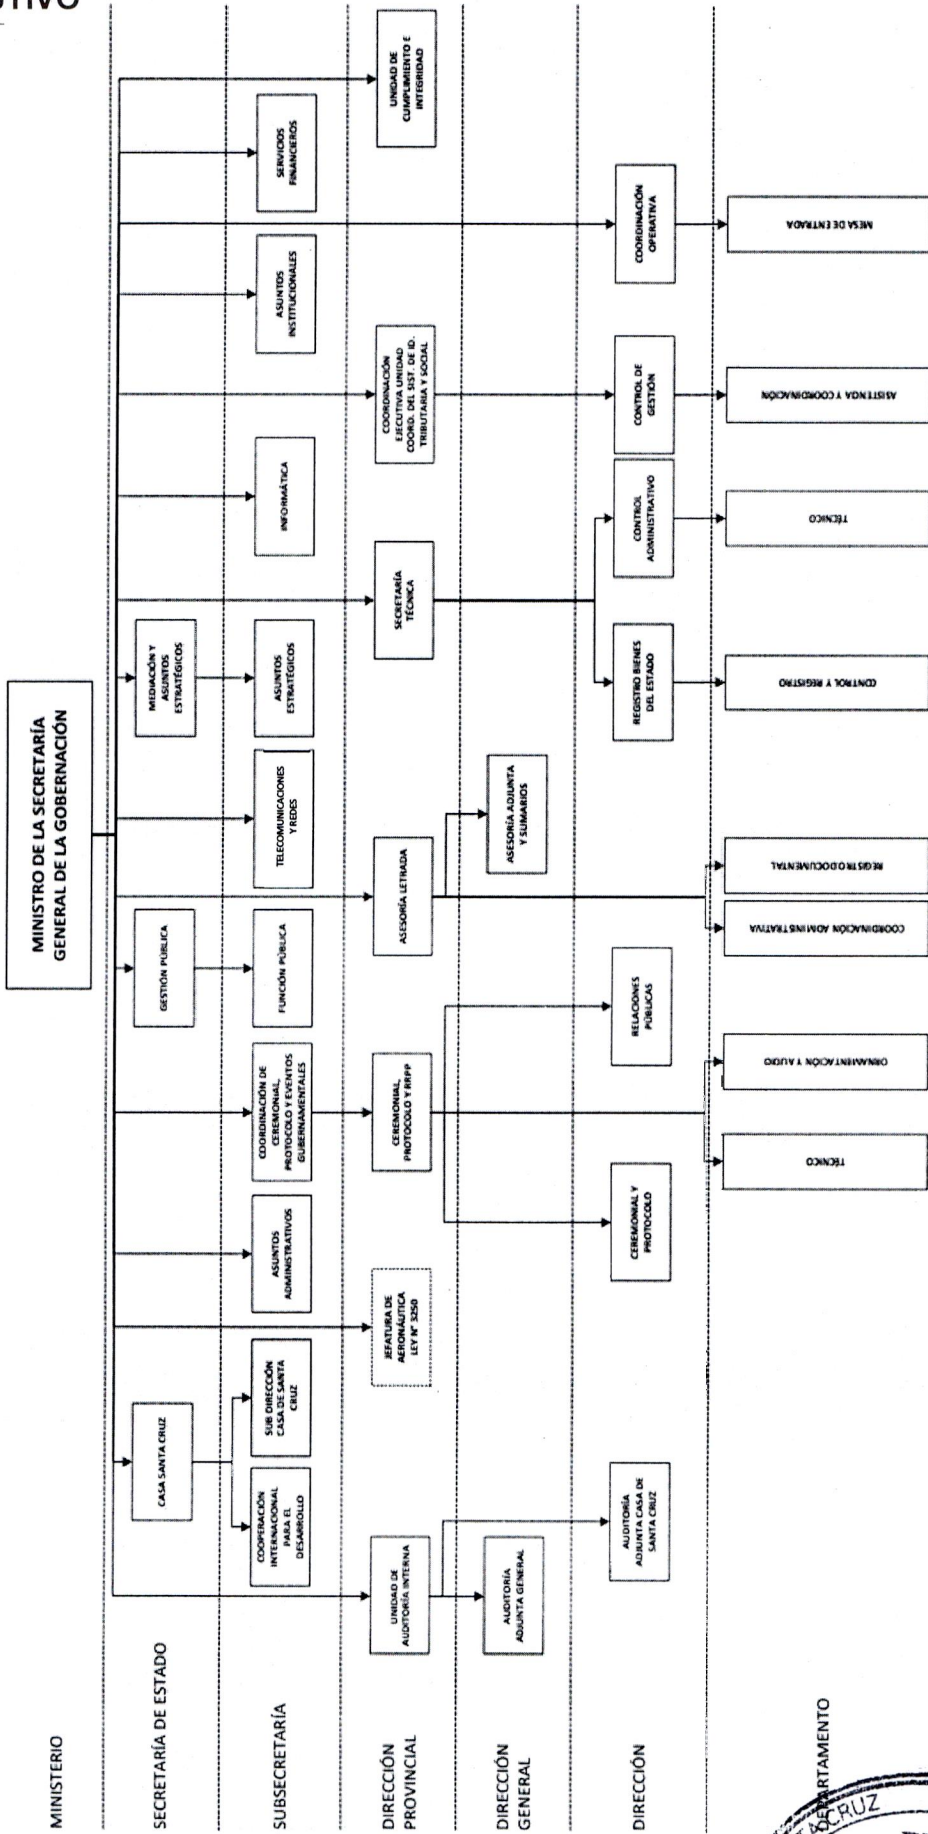 MINISTRO DE LA SECRETARÍA
GENERAL DE LA GOBERNACIÓN
MINISTERIO
SECRETARÍA DE ESTADO
CASA SANTA CRUZ
GESTIÓN PÚBLICA
MEDIACIÓN Y
ASUNTOS
ESTRATÉGICOS
SUBSECRETARÍA
COOPERACIÓN
INTERNACIONAL
PARA EL
DESARROLLO
SUB DIRECCIÓN
CASA DE SANTA
CRUZ
ASUNTOS
ADMINISTRATIVOS
COORDINACIÓN DE
CEREMONIAL,
PROTOCOLO Y EVENTOS
GUBERNAMENTALES
FUNCIÓN PÚBLICA
TELECOMUNICACIONES
Y REDES
ASUNTOS
ESTRATÉGICOS
INFORMÁTICA
ASUNTOS
INSTITUCIONALES
SERVICIOS
FINANCIEROS
DIRECCIÓN
PROVINCIAL
UNIDAD DE
AUDITORÍA INTERNA
JEFATURA DE
AERONÁUTICA
LEY N° 3250
CEREMONIAL,
PROTOCOLO Y RRPP
ASESORÍA LETRADA
SECRETARÍA
TÉCNICA
COORDINACIÓN
EJECUTIVA UNIDAD
COORD. DEL SIST. DE ID.
TRIBUTARIA Y SOCIAL
UNIDAD DE
CUMPLIMIENTO E
INTEGRIDAD
DIRECCIÓN
GENERAL
AUDITORÍA
ADJUNTA GENERAL
ASESORÍA ADJUNTA
Y SUMARIOS
DIRECCIÓN
AUDITORÍA
ADJUNTA CASA DE
SANTA CRUZ
CEREMONIAL Y
PROTOCOLO
RELACIONES
PÚBLICAS
REGISTRO BIENES
DEL ESTADO
CONTROL
ADMINISTRATIVO
CONTROL DE
GESTIÓN
COORDINACIÓN
OPERATIVA
DEPARTAMENTO
TÉCNICO
ORNAMENTACIÓN Y AUDIO
COORDINACIÓN ADMINISTRATIVA
REGISTRO DOCUMENTAL
CONTROL Y REGISTRO
TÉCNICO
ASISTENCIA Y COORDINACIÓN
MESA DE ENTRADA
CRUZ